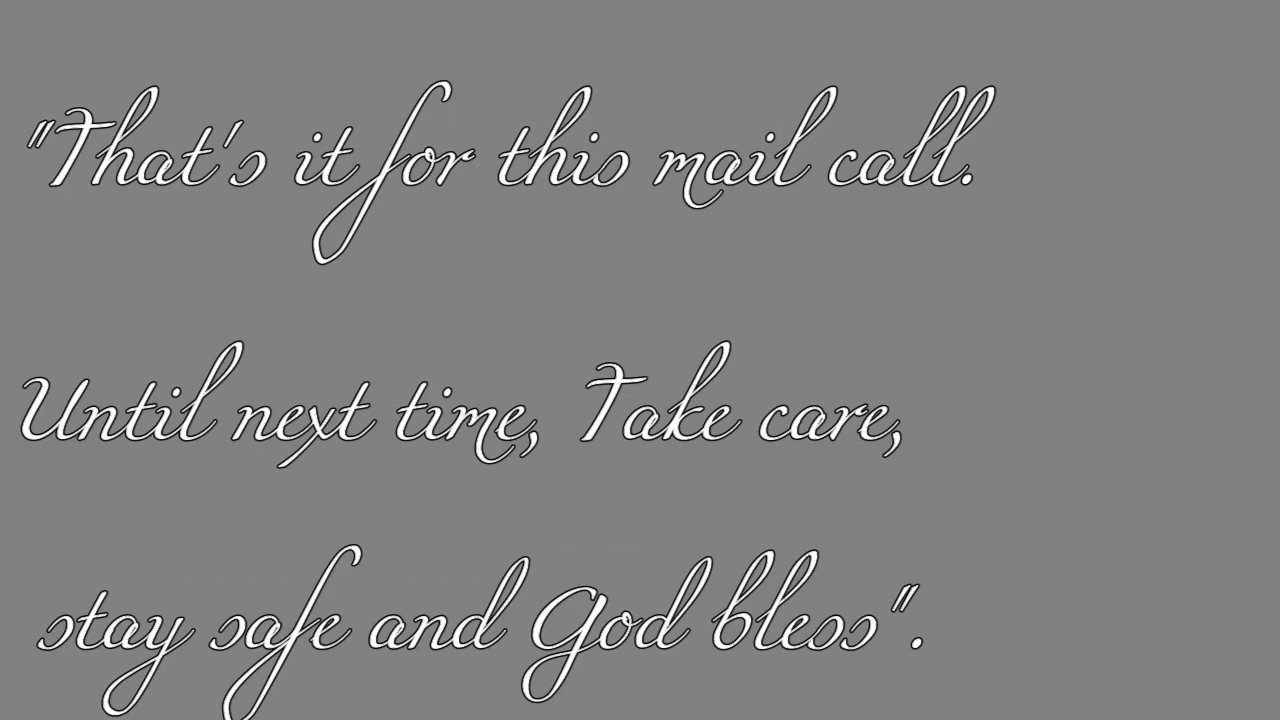 "That's it for this mail call.
Until next time, Take care,
stay safe and God bless".